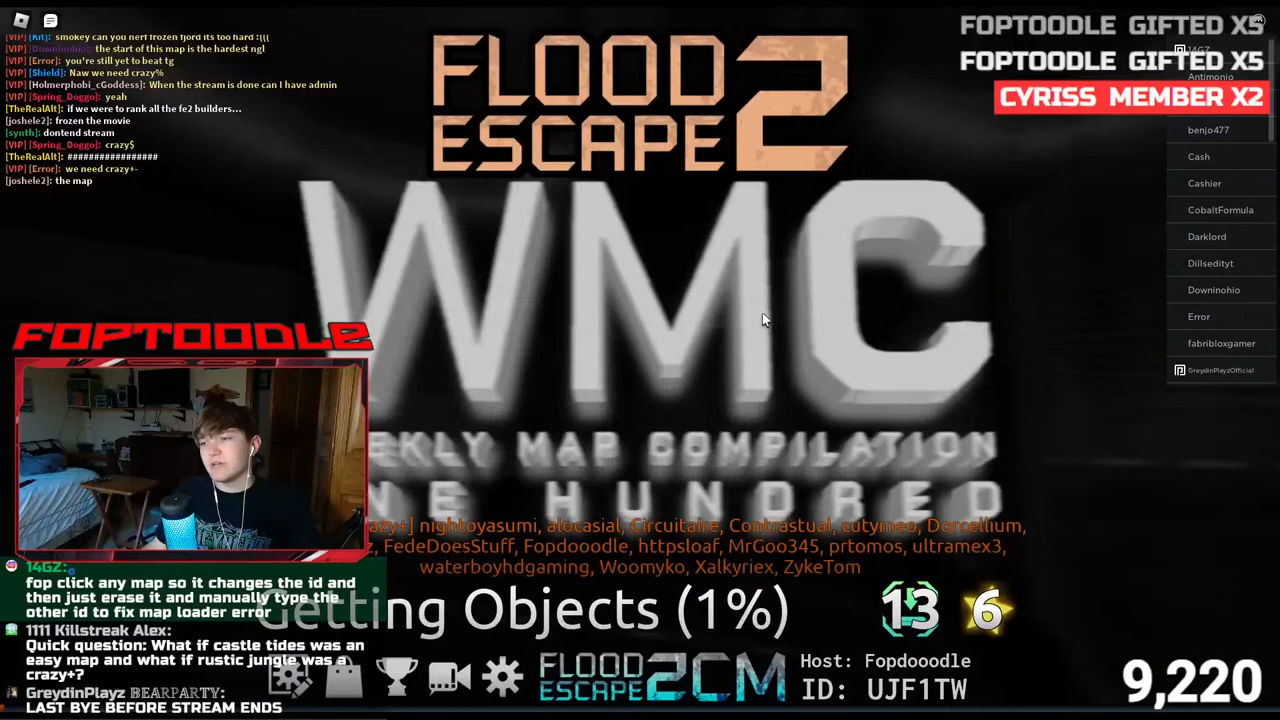 [VIP] [Kit]: smokey can you nerf frozen fjord its too hard :(((
[VIP] [Downinohio]: the start of this map is the hardest ngl
[VIP] [Error]: you're still yet to beat tg
[VIP] [Shield]: Naw we need crazy%
[VIP] [Holmerphobi_cGoddess]: When the stream is done can I have admin
[VIP] [Spring_Doggo]: yeah
[TheRealAlt]: if we were to rank all the fe2 builders...
[joshele2]: frozen the movie
[synth]: dontend stream
[VIP] [Spring_Doggo]: crazy$
[TheRealAlt]: #################
[VIP] [Error]: we need crazy+-
[joshele2]: the map
FLOOD
ESCAPE 2
FOPTOODLE GIFTED X5
FOPTOODLE GIFTED X5
CYRISS MEMBER X2
14GZ
Antimonio
benjo477
Cash
Cashier
CobaltFormula
Darklord
Dillsedityt
Downinohio
Error
fabribloxgamer
GreydinPlayzOfficial
WMC
EKLY MAP COMPILATION
NE HUNDRED
FOPTOODLE
azy+] nightoyasumi, alocasial, Circuitaire, Contrastual, cutymeo, Dorcellium,
z, FedeDoesStuff, Fopdooodle, httpsloaf, MrGoo345, prtomos, ultramex3,
waterboyhdgaming, Woomyko, Xalkyriex, ZykeTom
Getting Objects (1%)
13
6
14GZ:
fop click any map so it changes the id and
then just erase it and manually type the
other id to fix map loader error
1111 Killstreak Alex:
Quick question: What if castle tides was an
easy map and what if rustic jungle was a
crazy+?
GreydinPlayz 𝔹𝔼𝔸ℝℙ𝔸ℝ𝕋𝕐:
LAST BYE BEFORE STREAM ENDS
FLOOD
ESCAPE 2CM
Host: Fopdooodle
ID: UJF1TW
9,220